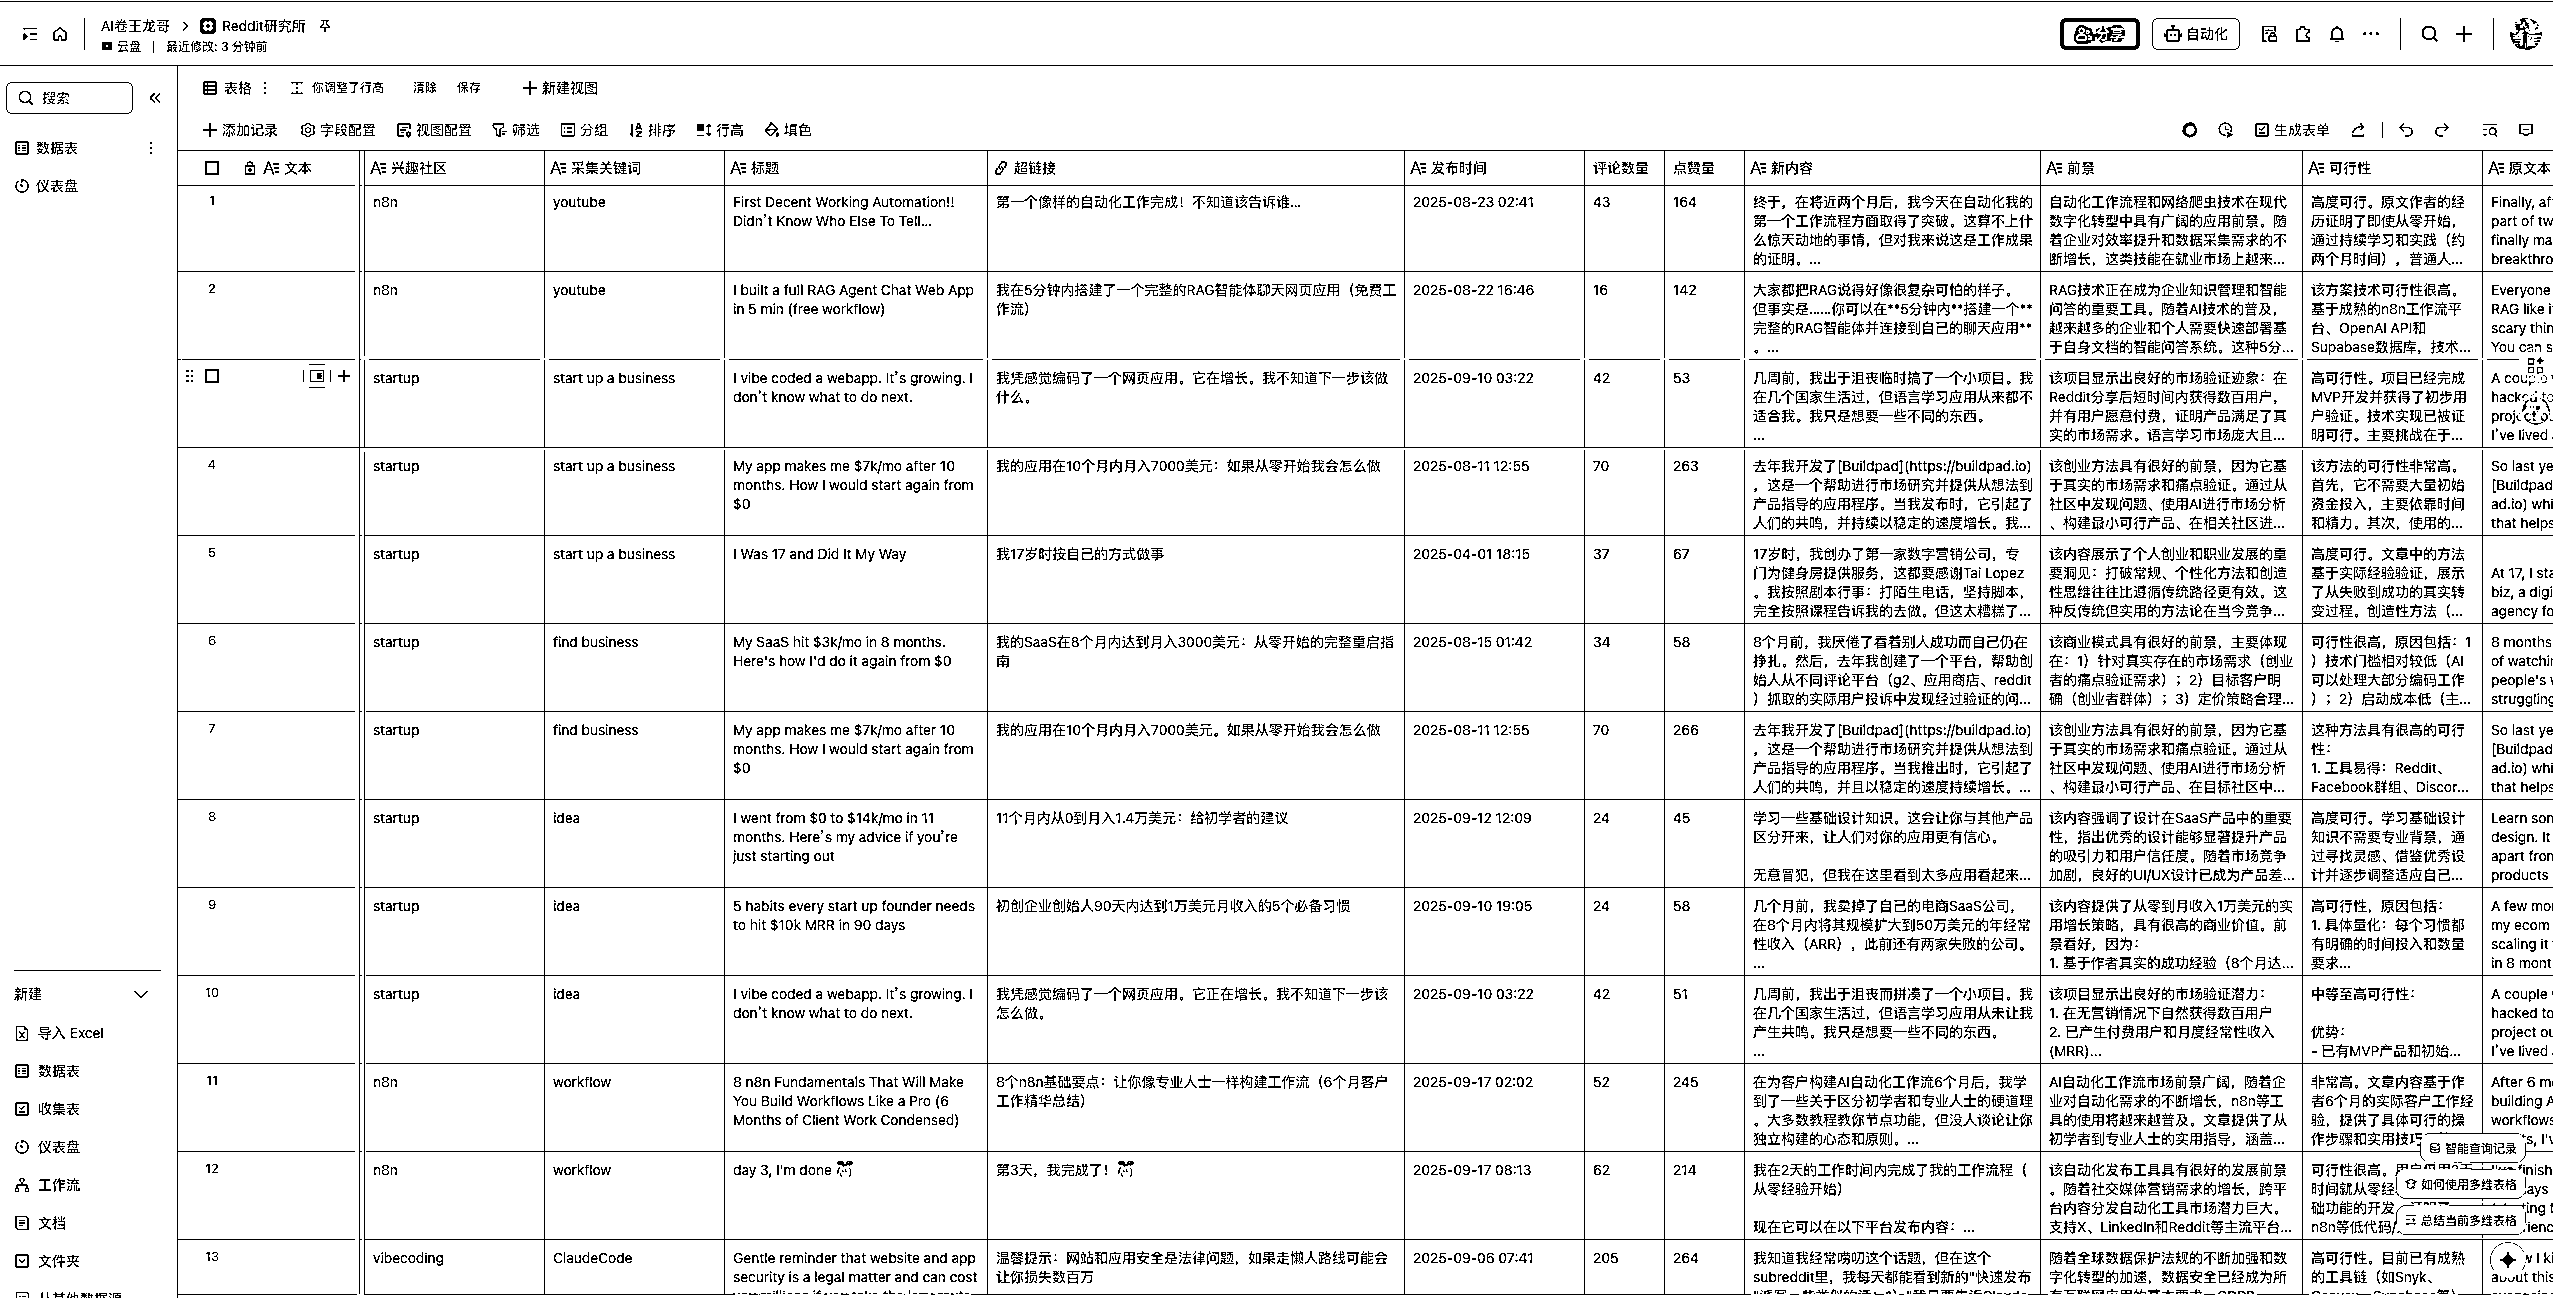 AI卷王龙哥 > Reddit研究所
云盘 | 最近修改: 3 分钟前
分享
自动化
搜索
数据表
仪表盘
表格
你调整了行高
清除
保存
新建视图
添加记录
字段配置
视图配置
筛选
分组
排序
行高
填色
生成表单
文本
兴趣社区
采集关键词
标题
超链接
发布时间
评论数量
点赞量
新内容
前景
可行性
原文本
1
n8n
youtube
First Decent Working Automation!!
Didn't Know Who Else To Tell...
第一个像样的自动化工作完成！不知道该告诉谁...
2025-08-23 02:41
43
164
终于，在将近两个月后，我今天在自动化我的
第一个工作流程方面取得了突破。这算不上什
么惊天动地的事情，但对我来说这是工作成果
的证明。...
自动化工作流程和网络爬虫技术在现代
数字化转型中具有广阔的应用前景。随
着企业对效率提升和数据采集需求的不
断增长，这类技能在就业市场上越来...
高度可行。原文作者的经
历证明了即使从零开始，
通过持续学习和实践（约
两个月时间），普通人...
Finally, af
part of tw
finally ma
breakthro
2
n8n
youtube
I built a full RAG Agent Chat Web App
in 5 min (free workflow)
我在5分钟内搭建了一个完整的RAG智能体聊天网页应用（免费工
作流）
2025-08-22 16:46
16
142
大家都把RAG说得好像很复杂可怕的样子。
但事实是......你可以在**5分钟内**搭建一个**
完整的RAG智能体并连接到自己的聊天应用**
。...
RAG技术正在成为企业知识管理和智能
问答的重要工具。随着AI技术的普及，
越来越多的企业和个人需要快速部署基
于自身文档的智能问答系统。这种5分...
该方案技术可行性很高。
基于成熟的n8n工作流平
台、OpenAI API和
Supabase数据库，技术...
Everyone
RAG like i
scary thin
You can s
startup
start up a business
I vibe coded a webapp. It's growing. I
don't know what to do next.
我凭感觉编码了一个网页应用。它在增长。我不知道下一步该做
什么。
2025-09-10 03:22
42
53
几周前，我出于沮丧临时搞了一个小项目。我
在几个国家生活过，但语言学习应用从来都不
适合我。我只是想要一些不同的东西。
...
该项目显示出良好的市场验证迹象：在
Reddit分享后短时间内获得数百用户，
并有用户愿意付费，证明产品满足了真
实的市场需求。语言学习市场庞大且...
高可行性。项目已经完成
MVP开发并获得了初步用
户验证。技术实现已被证
明可行。主要挑战在于...
hacked to
I've lived
4
startup
start up a business
My app makes me $7k/mo after 10
months. How I would start again from
$0
我的应用在10个月内月入7000美元：如果从零开始我会怎么做
2025-08-11 12:55
70
263
去年我开发了[Buildpad](https://buildpad.io)
，这是一个帮助进行市场研究并提供从想法到
产品指导的应用程序。当我发布时，它引起了
人们的共鸣，并持续以稳定的速度增长。我...
该创业方法具有很好的前景，因为它基
于真实的市场需求和痛点验证。通过从
社区中发现问题、使用AI进行市场分析
、构建最小可行产品、在相关社区进...
该方法的可行性非常高。
首先，它不需要大量初始
资金投入，主要依靠时间
和精力。其次，使用的...
So last ye
[Buildpad
ad.io) whi
that helps
5
startup
start up a business
I Was 17 and Did It My Way
我17岁时按自己的方式做事
2025-04-01 18:15
37
67
17岁时，我创办了第一家数字营销公司，专
门为健身房提供服务，这都要感谢Tai Lopez
。我按照剧本行事：打陌生电话，坚持脚本，
完全按照课程告诉我的去做。但这太糟糕了...
该内容展示了个人创业和职业发展的重
要洞见：打破常规、个性化方法和创造
性思维往往比遵循传统路径更有效。这
种反传统但实用的方法论在当今竞争...
高度可行。文章中的方法
基于实际经验验证，展示
了从失败到成功的真实转
变过程。创造性方法（...
At 17, I sta
biz, a digi
agency fo
6
startup
find business
My SaaS hit $3k/mo in 8 months.
Here's how I'd do it again from $0
我的SaaS在8个月内达到月入3000美元：从零开始的完整重启指
南
2025-08-15 01:42
34
58
8个月前，我厌倦了看着别人成功而自己仍在
挣扎。然后，去年我创建了一个平台，帮助创
始人从不同评论平台（g2、应用商店、reddit
）抓取的实际用户投诉中发现经过验证的问...
该商业模式具有很好的前景，主要体现
在：1）针对真实存在的市场需求（创业
者的痛点验证需求）；2）目标客户明
确（创业者群体）；3）定价策略合理...
可行性很高，原因包括：1
）技术门槛相对较低（AI
可以处理大部分编码工作
）；2）启动成本低（主...
8 months
of watchin
people's v
struggling
7
startup
find business
My app makes me $7k/mo after 10
months. How I would start again from
$0
我的应用在10个月内月入7000美元。如果从零开始我会怎么做
2025-08-11 12:55
70
266
去年我开发了[Buildpad](https://buildpad.io)
，这是一个帮助进行市场研究并提供从想法到
产品指导的应用程序。当我推出时，它引起了
人们的共鸣，并且以稳定的速度持续增长。...
该创业方法具有很好的前景，因为它基
于真实的市场需求和痛点验证。通过从
社区中发现问题、使用AI进行市场分析
、构建最小可行产品、在目标社区中...
这种方法具有很高的可行
性：
1. 工具易得：Reddit、
Facebook群组、Discor...
So last ye
[Buildpad
ad.io) whi
that helps
8
startup
idea
I went from $0 to $14k/mo in 11
months. Here's my advice if you're
just starting out
11个月内从0到月入1.4万美元：给初学者的建议
2025-09-12 12:09
24
45
学习一些基础设计知识。这会让你与其他产品
区分开来，让人们对你的应用更有信心。
无意冒犯，但我在这里看到太多应用看起来...
该内容强调了设计在SaaS产品中的重要
性，指出优秀的设计能够显著提升产品
的吸引力和用户信任度。随着市场竞争
加剧，良好的UI/UX设计已成为产品差...
高度可行。学习基础设计
知识不需要专业背景，通
过寻找灵感、借鉴优秀设
计并逐步调整适应自己...
Learn son
design. It
apart from
products
9
startup
idea
5 habits every start up founder needs
to hit $10k MRR in 90 days
初创企业创始人90天内达到1万美元月收入的5个必备习惯
2025-09-10 19:05
24
58
几个月前，我卖掉了自己的电商SaaS公司，
在8个月内将其规模扩大到50万美元的年经常
性收入（ARR），此前还有两家失败的公司。
...
该内容提供了从零到月收入1万美元的实
用增长策略，具有很高的商业价值。前
景看好，因为：
1. 基于作者真实的成功经验（8个月达...
高可行性，原因包括：
1. 具体量化：每个习惯都
有明确的时间投入和数量
要求...
A few mor
my ecom
scaling it
in 8 mont
10
startup
idea
I vibe coded a webapp. It's growing. I
don't know what to do next.
我凭感觉编码了一个网页应用。它正在增长。我不知道下一步该
怎么做。
2025-09-10 03:22
42
51
几周前，我出于沮丧而拼凑了一个小项目。我
在几个国家生活过，但语言学习应用从未让我
产生共鸣。我只是想要一些不同的东西。
...
该项目显示出良好的市场验证潜力：
1. 在无营销情况下自然获得数百用户
2. 已产生付费用户和月度经常性收入
(MRR)...
中等至高可行性：
优势：
- 已有MVP产品和初始...
A couple
hacked to
project ou
I've lived
11
n8n
workflow
8 n8n Fundamentals That Will Make
You Build Workflows Like a Pro (6
Months of Client Work Condensed)
8个n8n基础要点：让你像专业人士一样构建工作流（6个月客户
工作精华总结）
2025-09-17 02:02
52
245
在为客户构建AI自动化工作流6个月后，我学
到了一些关于区分初学者和专业人士的硬道理
。大多数教程教你节点功能，但没人谈论让你
独立构建的心态和原则。...
AI自动化工作流市场前景广阔，随着企
业对自动化需求的不断增长，n8n等工
具的使用将越来越普及。文章提供了从
初学者到专业人士的实用指导，涵盖...
非常高。文章内容基于作
者6个月的实际客户工作经
验，提供了具体可行的操
作步骤和实用技巧
After 6 mo
building A
workflows
12
n8n
workflow
day 3, I'm done
第3天，我完成了！
2025-09-17 08:13
62
214
我在2天的工作时间内完成了我的工作流程（
从零经验开始）
现在它可以在以下平台发布内容：...
该自动化发布工具具有很好的发展前景
。随着社交媒体营销需求的增长，跨平
台内容分发自动化工具市场潜力巨大。
支持X、LinkedIn和Reddit等主流平台...
可行性很高。
时间就从零经
础功能的开发
n8n等低代码
智能查询记录
如何使用多维表格
总结当前多维表格
13
vibecoding
ClaudeCode
Gentle reminder that website and app
security is a legal matter and can cost
温馨提示：网站和应用安全是法律问题，如果走懒人路线可能会
让你损失数百万
2025-09-06 07:41
205
264
我知道我经常唠叨这个话题，但在这个
subreddit里，我每天都能看到新的"快速发布
随着全球数据保护法规的不断加强和数
字化转型的加速，数据安全已经成为所
高可行性。目前已有成熟
的工具链（如Snyk、
about this
新建
导入 Excel
数据表
收集表
仪表盘
工作流
文档
文件夹